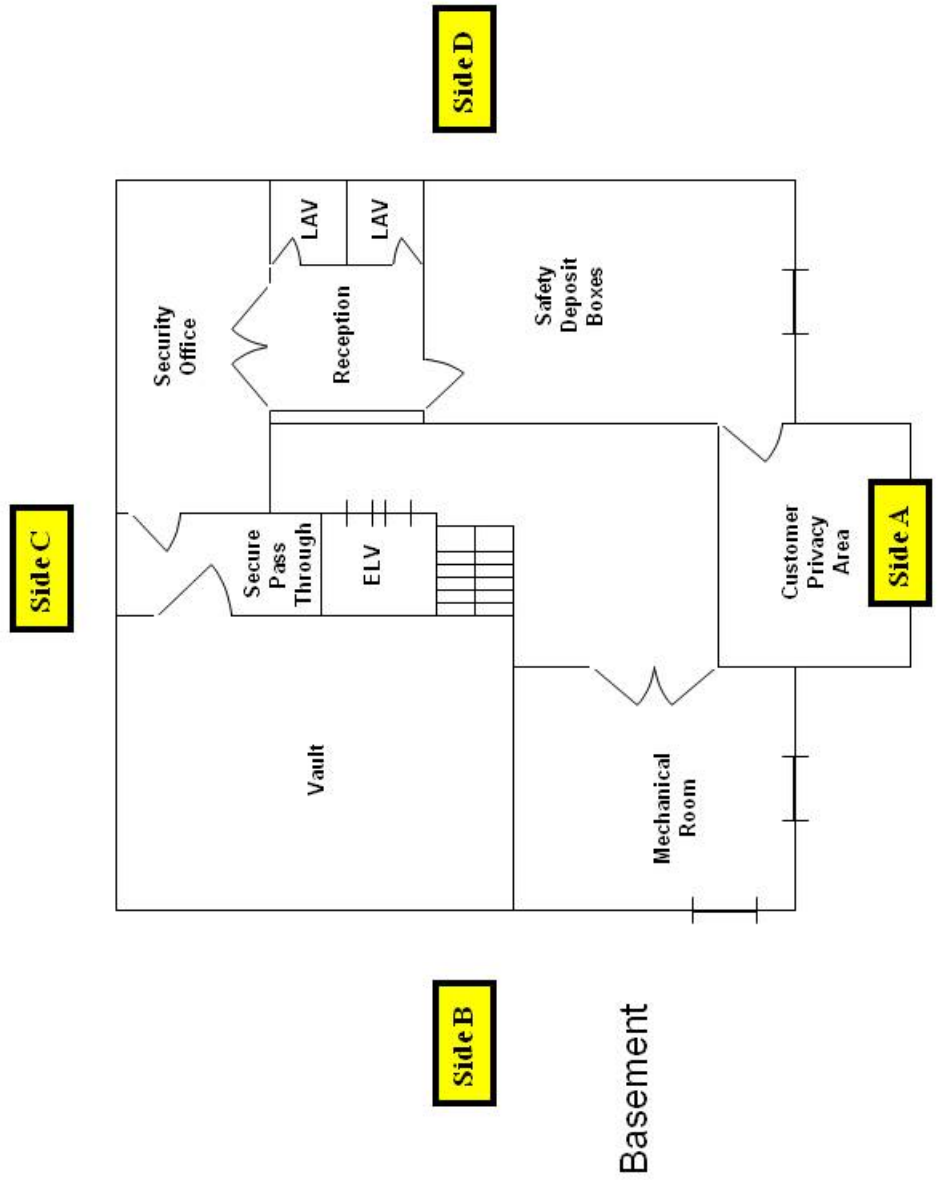 Side C
Side D
Security
Office
LAV
LAV
Reception
Safety
Deposit
Boxes
Secure
Pass
Through
ELV
Vault
Customer
Privacy
Area
Side A
Mechanical
Room
Side B
Basement